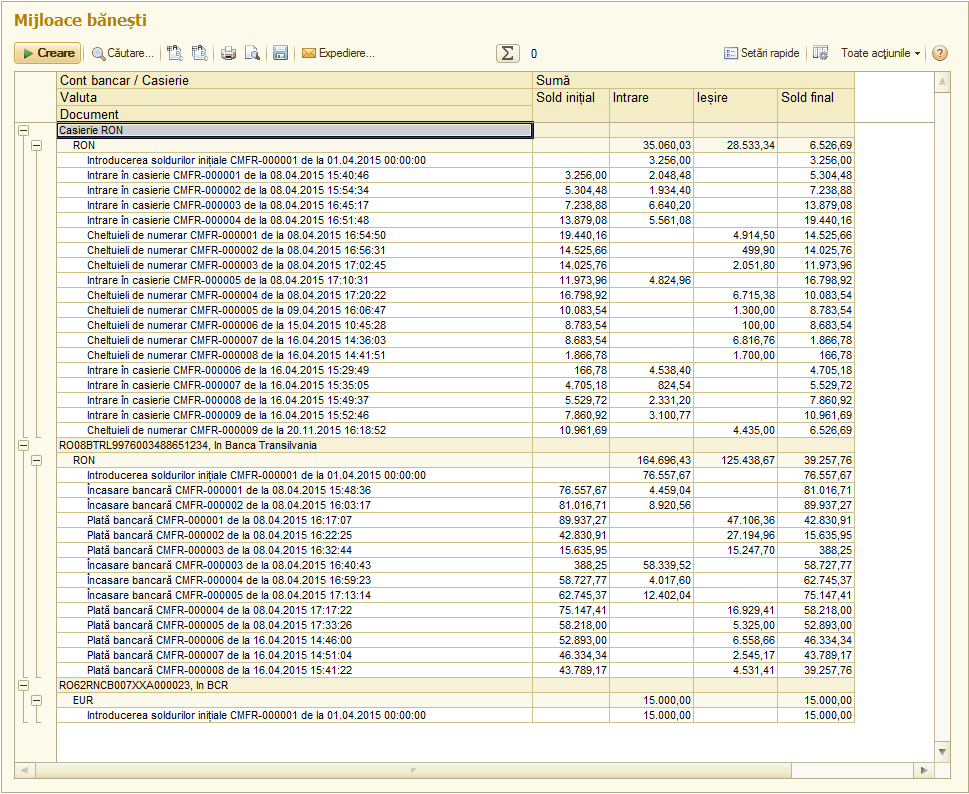 Mijloace bănești
Creare Căutare... Expediere... Σ 0 Setări rapide Toate acțiunile ?
Cont bancar / Casierie Sumă
Valuta Sold inițial Intrare Ieșire Sold final
Document
Casierie RON
RON 35.060,03 28.533,34 6.526,69
Introducerea soldurilor inițiale CMFR-000001 de la 01.04.2015 00:00:00 3.256,00 3.256,00
Intrare în casierie CMFR-000001 de la 08.04.2015 15:40:46 3.256,00 2.048,48 5.304,48
Intrare în casierie CMFR-000002 de la 08.04.2015 15:54:34 5.304,48 1.934,40 7.238,88
Intrare în casierie CMFR-000003 de la 08.04.2015 16:45:17 7.238,88 6.640,20 13.879,08
Intrare în casierie CMFR-000004 de la 08.04.2015 16:51:48 13.879,08 5.561,08 19.440,16
Cheltuieli de numerar CMFR-000001 de la 08.04.2015 16:54:50 19.440,16 4.914,50 14.525,66
Cheltuieli de numerar CMFR-000002 de la 08.04.2015 16:56:31 14.525,66 499,90 14.025,76
Cheltuieli de numerar CMFR-000003 de la 08.04.2015 17:02:45 14.025,76 2.051,80 11.973,96
Intrare în casierie CMFR-000005 de la 08.04.2015 17:10:31 11.973,96 4.824,96 16.798,92
Cheltuieli de numerar CMFR-000004 de la 08.04.2015 17:20:22 16.798,92 6.715,38 10.083,54
Cheltuieli de numerar CMFR-000005 de la 09.04.2015 16:06:47 10.083,54 1.300,00 8.783,54
Cheltuieli de numerar CMFR-000006 de la 15.04.2015 10:45:28 8.783,54 100,00 8.683,54
Cheltuieli de numerar CMFR-000007 de la 16.04.2015 14:36:03 8.683,54 6.816,76 1.866,78
Cheltuieli de numerar CMFR-000008 de la 16.04.2015 14:41:51 1.866,78 1.700,00 166,78
Intrare în casierie CMFR-000006 de la 16.04.2015 15:29:49 166,78 4.538,40 4.705,18
Intrare în casierie CMFR-000007 de la 16.04.2015 15:35:05 4.705,18 824,54 5.529,72
Intrare în casierie CMFR-000008 de la 16.04.2015 15:49:37 5.529,72 2.331,20 7.860,92
Intrare în casierie CMFR-000009 de la 16.04.2015 15:52:46 7.860,92 3.100,77 10.961,69
Cheltuieli de numerar CMFR-000009 de la 20.11.2015 16:18:52 10.961,69 4.435,00 6.526,69
RO08BTRL9976003488651234, În Banca Transilvania
RON 164.696,43 125.438,67 39.257,76
Introducerea soldurilor inițiale CMFR-000001 de la 01.04.2015 00:00:00 76.557,67 76.557,67
Încasare bancară CMFR-000001 de la 08.04.2015 15:48:36 76.557,67 4.459,04 81.016,71
Încasare bancară CMFR-000002 de la 08.04.2015 16:03:17 81.016,71 8.920,56 89.937,27
Plată bancară CMFR-000001 de la 08.04.2015 16:17:07 89.937,27 47.106,36 42.830,91
Plată bancară CMFR-000002 de la 08.04.2015 16:22:25 42.830,91 27.194,96 15.635,95
Plată bancară CMFR-000003 de la 08.04.2015 16:32:44 15.635,95 15.247,70 388,25
Încasare bancară CMFR-000003 de la 08.04.2015 16:40:43 388,25 58.339,52 58.727,77
Încasare bancară CMFR-000004 de la 08.04.2015 16:59:23 58.727,77 4.017,60 62.745,37
Încasare bancară CMFR-000005 de la 08.04.2015 17:13:14 62.745,37 12.402,04 75.147,41
Plată bancară CMFR-000004 de la 08.04.2015 17:17:22 75.147,41 16.929,41 58.218,00
Plată bancară CMFR-000005 de la 08.04.2015 17:33:26 58.218,00 5.325,00 52.893,00
Plată bancară CMFR-000006 de la 16.04.2015 14:46:00 52.893,00 6.558,66 46.334,34
Plată bancară CMFR-000007 de la 16.04.2015 14:51:04 46.334,34 2.545,17 43.789,17
Plată bancară CMFR-000008 de la 16.04.2015 15:41:22 43.789,17 4.531,41 39.257,76
RO62RNCB007XXA000023, În BCR
EUR 15.000,00 15.000,00
Introducerea soldurilor inițiale CMFR-000001 de la 01.04.2015 00:00:00 15.000,00 15.000,00